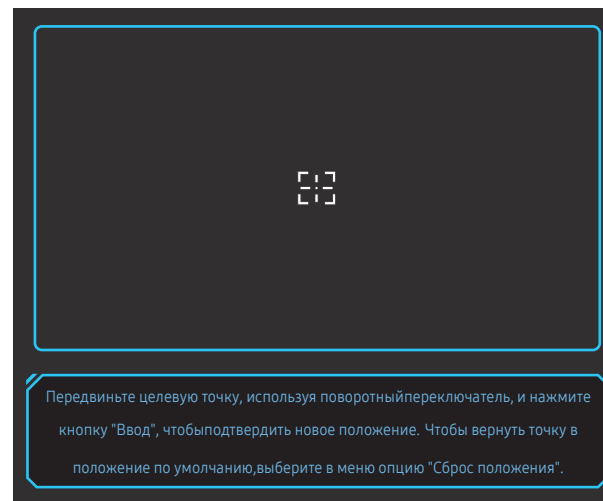 Передвиньте целевую точку, используя поворотныйпереключатель, и нажмите
кнопку "Ввод", чтобыподтвердить новое положение. Чтобы вернуть точку в
положение по умолчанию,выберите в меню опцию "Сброс положения".